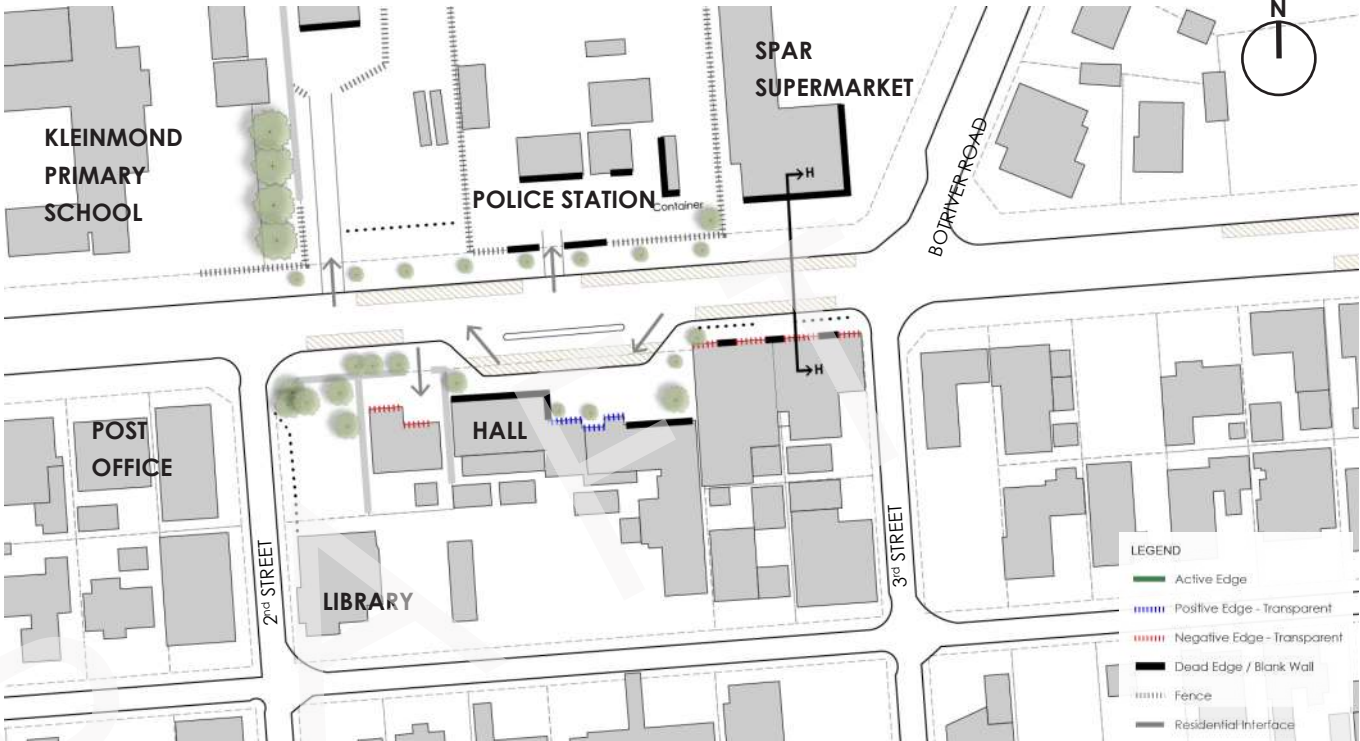 N
SPAR
SUPERMARKET
KLEINMOND
PRIMARY
SCHOOL
POLICE STATION
Container
H
BOTRIVER ROAD
H
POST
OFFICE
HALL
2nd STREET
LIBRARY
3rd STREET
LEGEND
Active Edge
Positive Edge - Transparent
Negative Edge - Transparent
Dead Edge / Blank Wall
Fence
Residential Interface